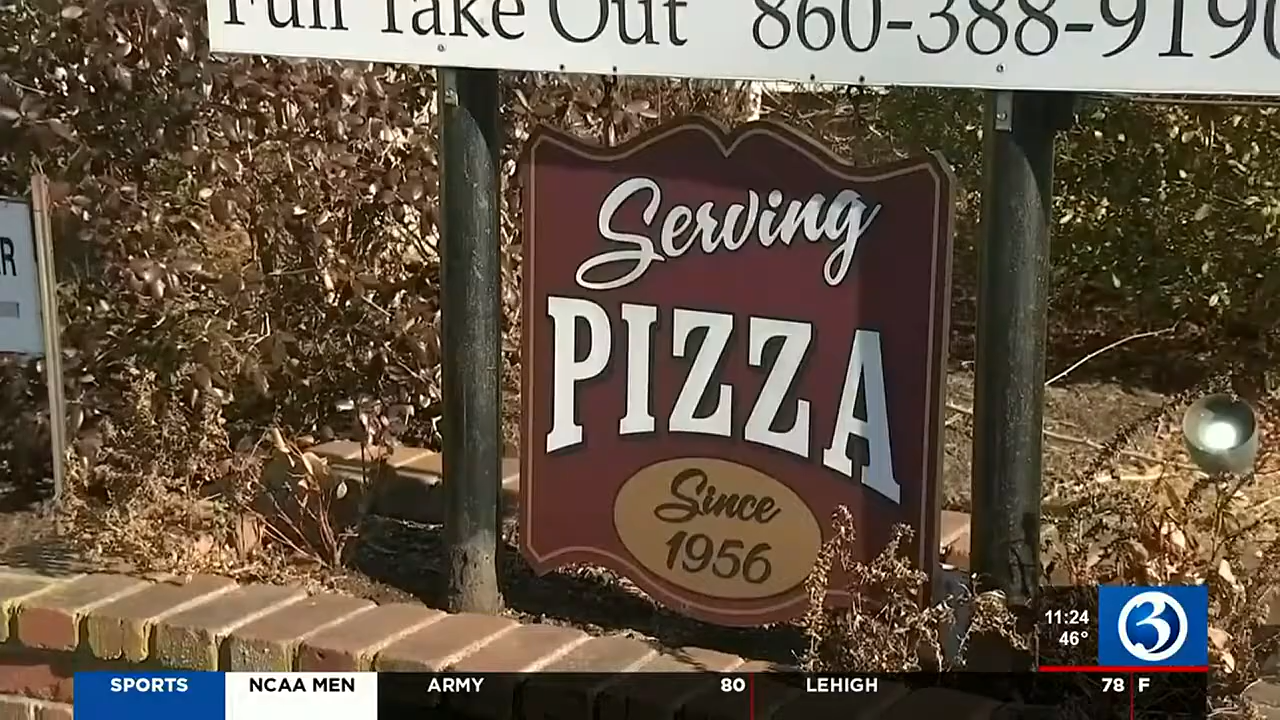 Full Take Out 860-388-9190
R
Serving
PIZZA
Since
1956
11:24
46°
3
SPORTS NCAA MEN ARMY 80 LEHIGH 78 F